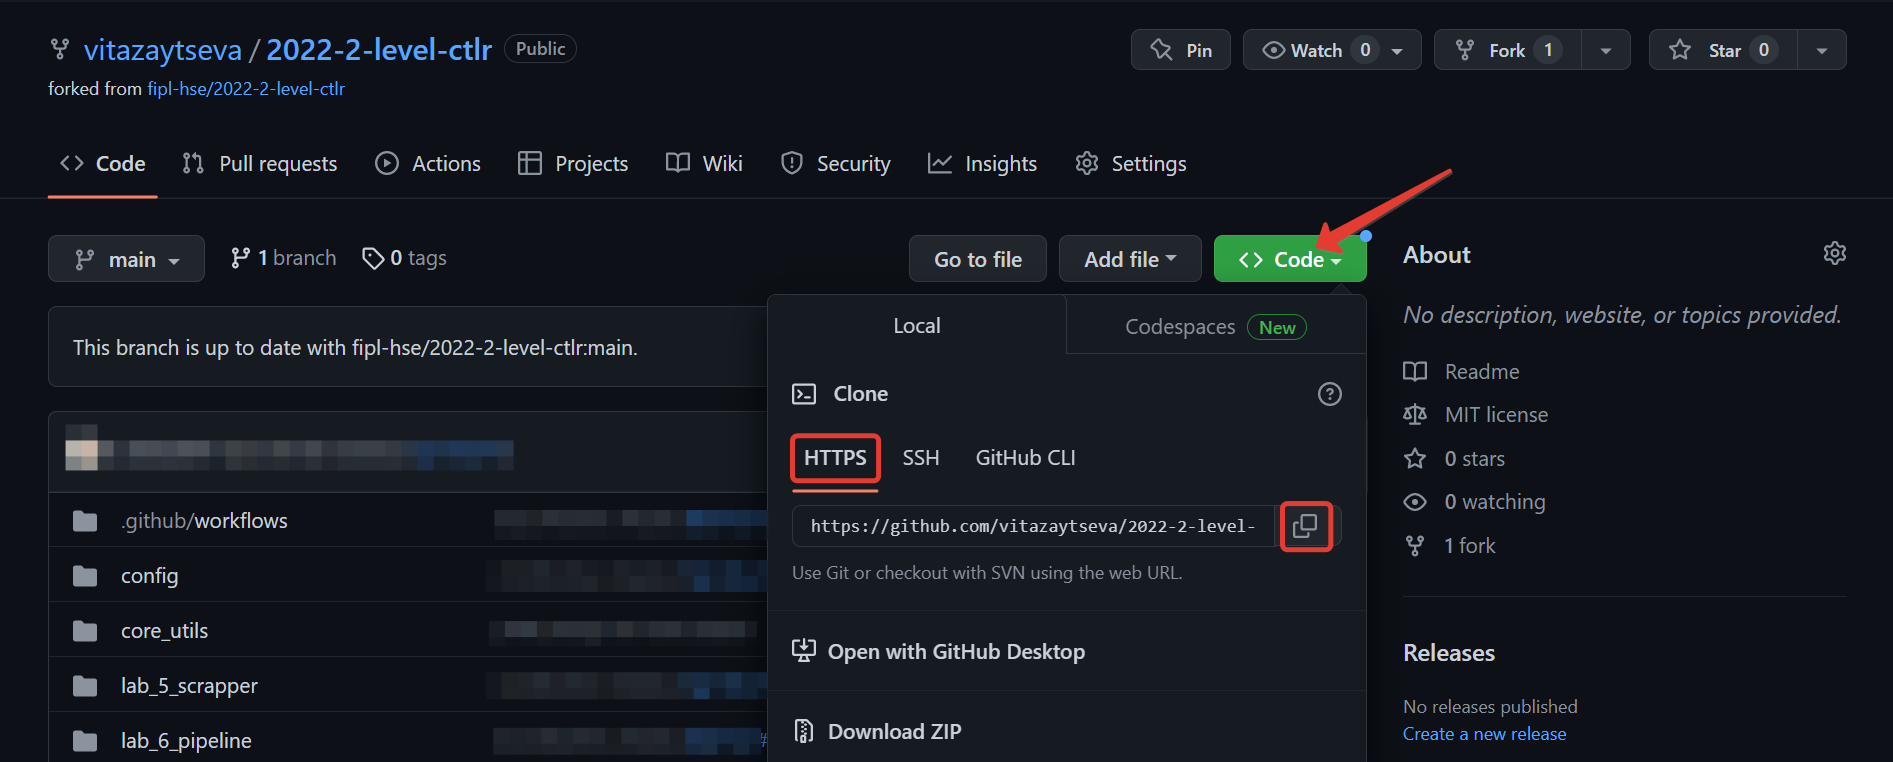 vitazaytseva / 2022-2-level-ctlr Public
Pin
Watch 0
Fork 1
Star 0
forked from fipl-hse/2022-2-level-ctlr
Code
Pull requests
Actions
Projects
Wiki
Security
Insights
Settings
main
1 branch
0 tags
Go to file
Add file
Code
This branch is up to date with fipl-hse/2022-2-level-ctlr:main.
.github/workflows
config
core_utils
lab_5_scrapper
lab_6_pipeline
#
Local
Codespaces New
Clone
HTTPS
SSH
GitHub CLI
https://github.com/vitazaytseva/2022-2-level-
Use Git or checkout with SVN using the web URL.
Open with GitHub Desktop
Download ZIP
About
No description, website, or topics provided.
Readme
MIT license
0 stars
0 watching
1 fork
Releases
No releases published
Create a new release